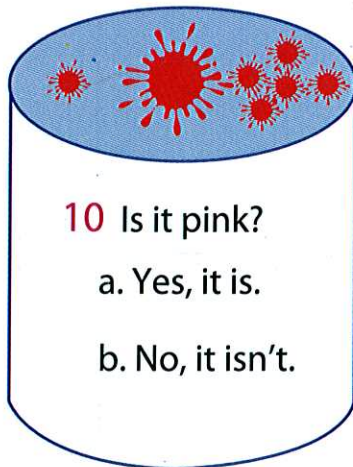 10 Is it pink?
a. Yes, it is.
b. No, it isn't.